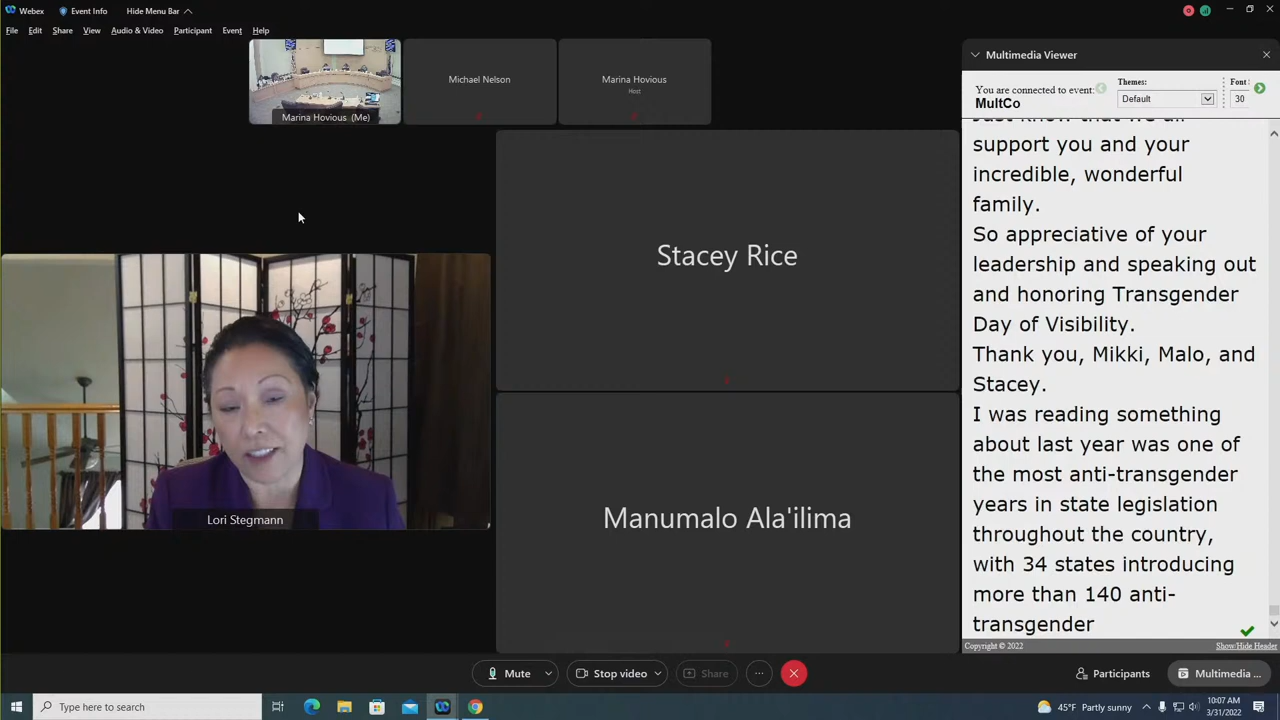 Webex
Event Info
Hide Menu Bar
File
Edit
Share
View
Audio & Video
Participant
Event
Help
Marina Hovious (Me)
Michael Nelson
Marina Hovious
Host
Stacey Rice
Lori Stegmann
Manumalo Ala'ilima
Multimedia Viewer
You are connected to event:
MultCo
Themes:
Default
Font
30
support you and your
incredible, wonderful
family.
So appreciative of your
leadership and speaking out
and honoring Transgender
Day of Visibility.
Thank you, Mikki, Malo, and
Stacey.
I was reading something
about last year was one of
the most anti-transgender
years in state legislation
throughout the country,
with 34 states introducing
more than 140 anti-
transgender
Copyright © 2022
Show/Hide Header
Mute
Stop video
Share
Participants
Multimedia ...
Type here to search
45°F Partly sunny
10:07 AM
3/31/2022